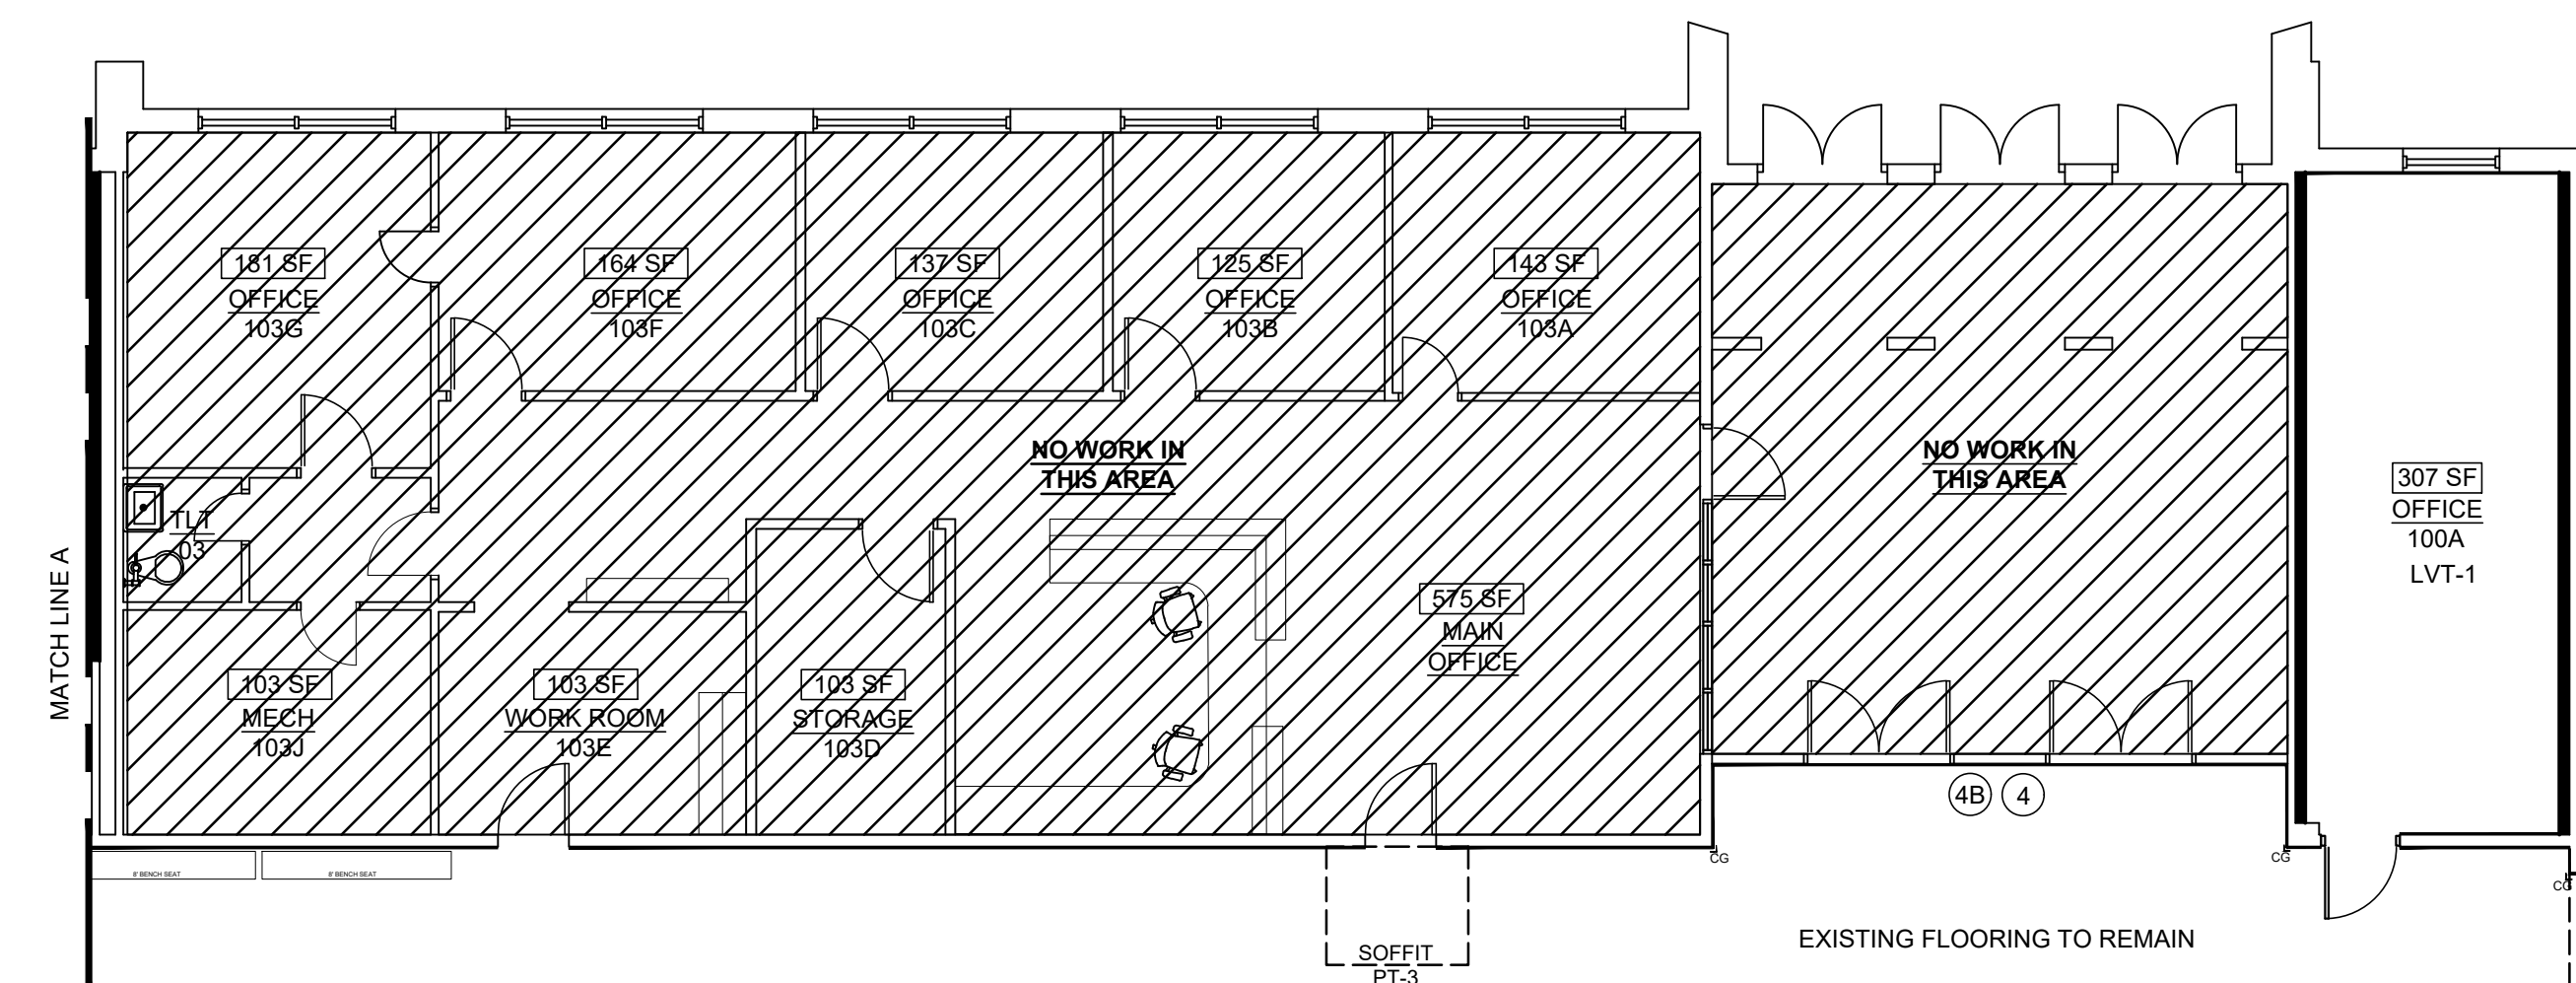 181 SF
OFFICE
103G
164 SF
OFFICE
103F
137 SF
OFFICE
103C
125 SF
OFFICE
103B
143 SF
OFFICE
103A
NO WORK IN
THIS AREA
NO WORK IN
THIS AREA
307 SF
OFFICE
100A
LVT-1
TLT
03
MATCH LINE A
575 SF
MAIN
OFFICE
103 SF
MECH
103J
103 SF
WORK ROOM
103E
103 SF
STORAGE
103D
4B
4
CG
CG
CG
8' BENCH SEAT
8' BENCH SEAT
EXISTING FLOORING TO REMAIN
SOFFIT
PT-3